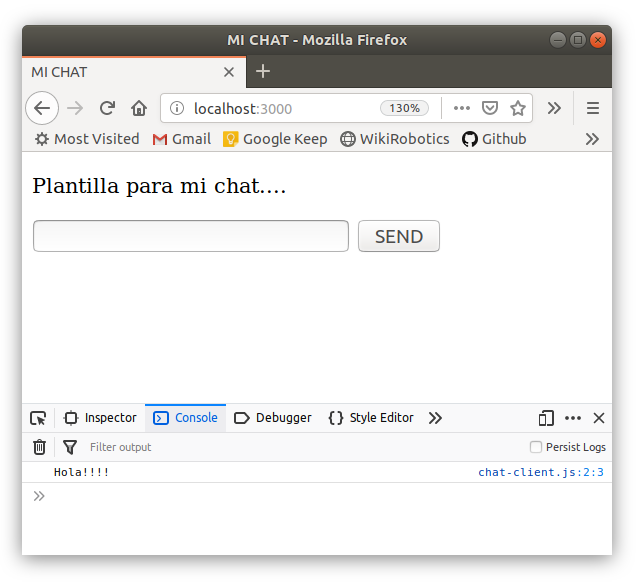 MI CHAT - Mozilla Firefox
MI CHAT
localhost:3000 130%
Most Visited Gmail Google Keep WikiRobotics Github
Plantilla para mi chat....
SEND
Inspector Console Debugger Style Editor
Filter output Persist Logs
Hola!!!! chat-client.js:2:3